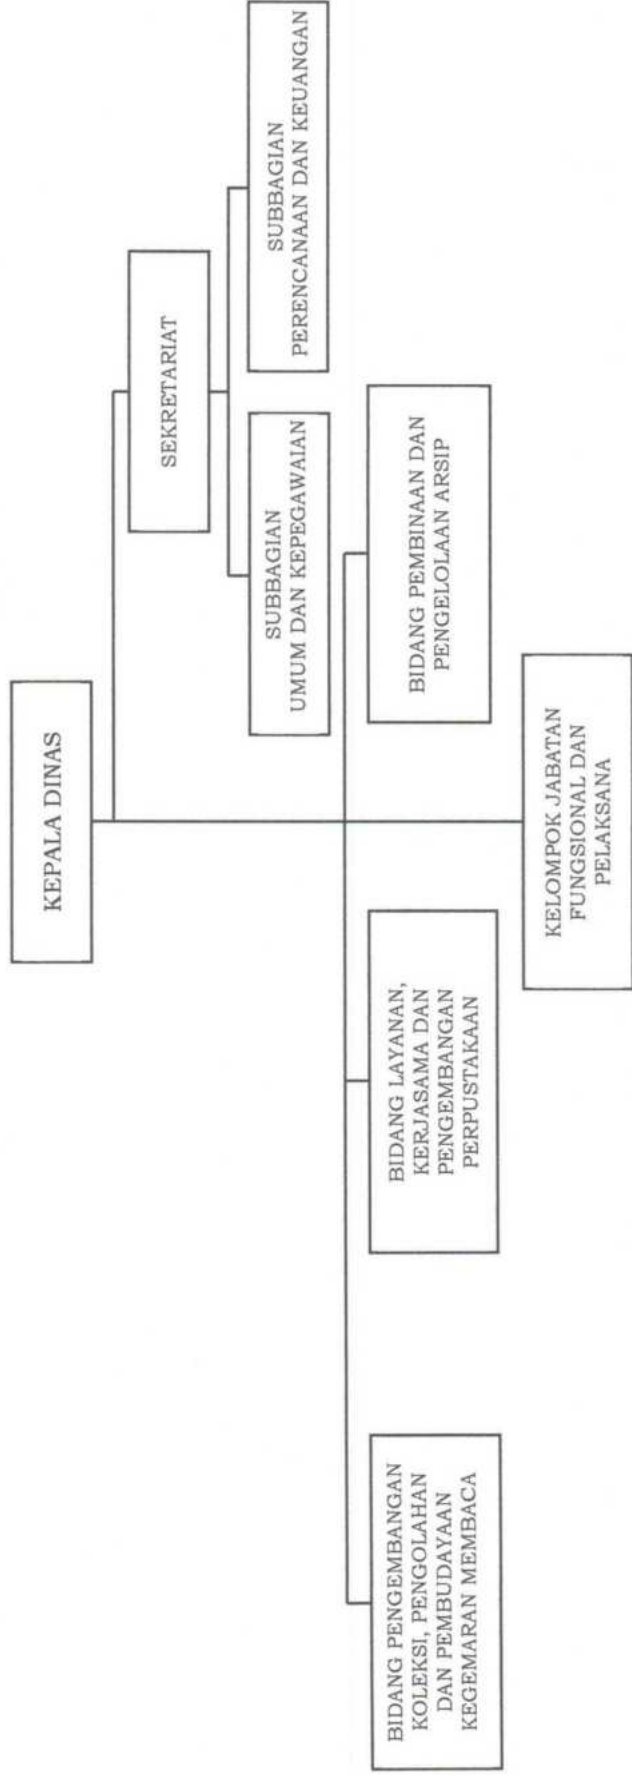 KEPALA DINAS
SEKRETARIAT
SUBBAGIAN
UMUM DAN KEPEGAWAIAN
SUBBAGIAN
PERENCANAAN DAN KEUANGAN
BIDANG PENGEMBANGAN
KOLEKSI, PENGOLAHAN
DAN PEMBUDAYAAN
KEGEMARAN MEMBACA
BIDANG LAYANAN,
KERJASAMA DAN
PENGEMBANGAN
PERPUSTAKAAN
BIDANG PEMBINAAN DAN
PENGELOLAAN ARSIP
KELOMPOK JABATAN
FUNGSIONAL DAN
PELAKSANA